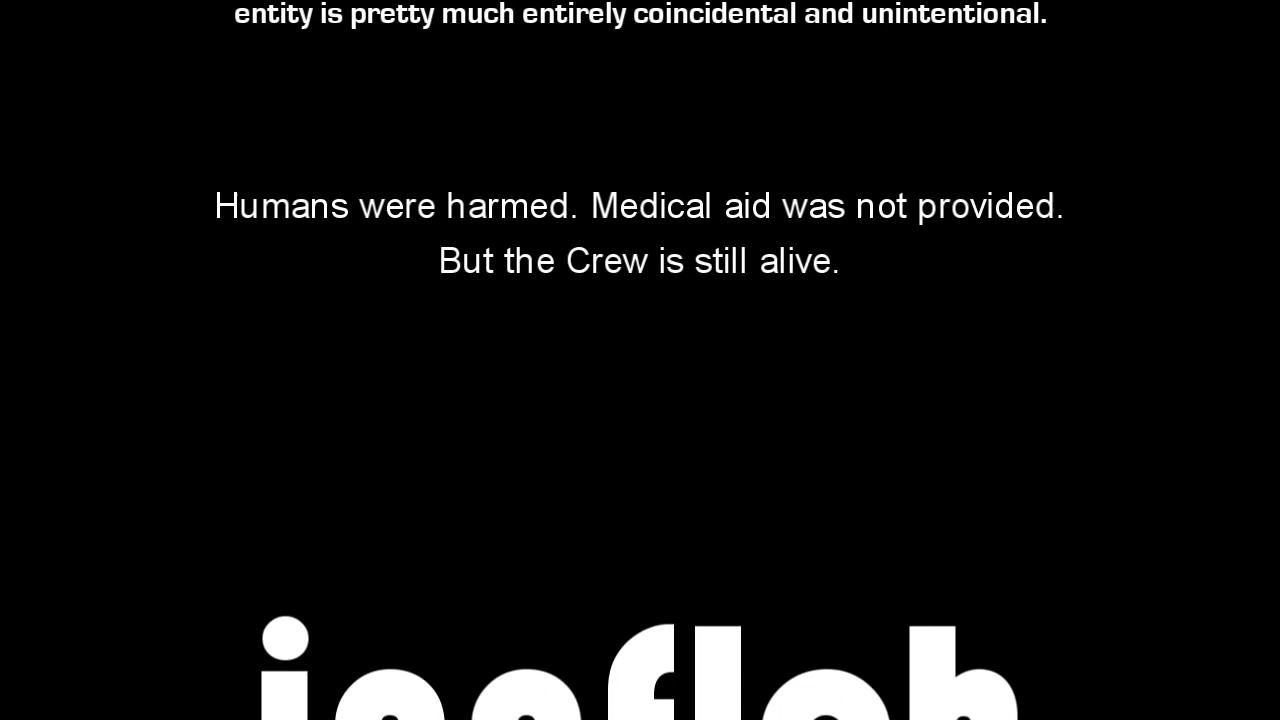 entity is pretty much entirely coincidental and unintentional.
Humans were harmed. Medical aid was not provided.
But the Crew is still alive.